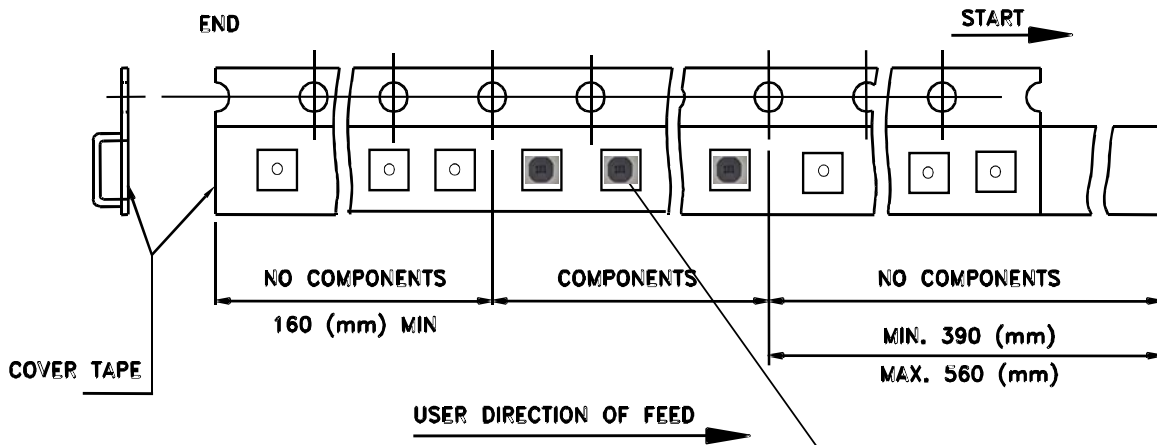 END
START
NO COMPONENTS
COMPONENTS
NO COMPONENTS
160 (mm) MIN
MIN. 390 (mm)
MAX. 560 (mm)
COVER TAPE
USER DIRECTION OF FEED